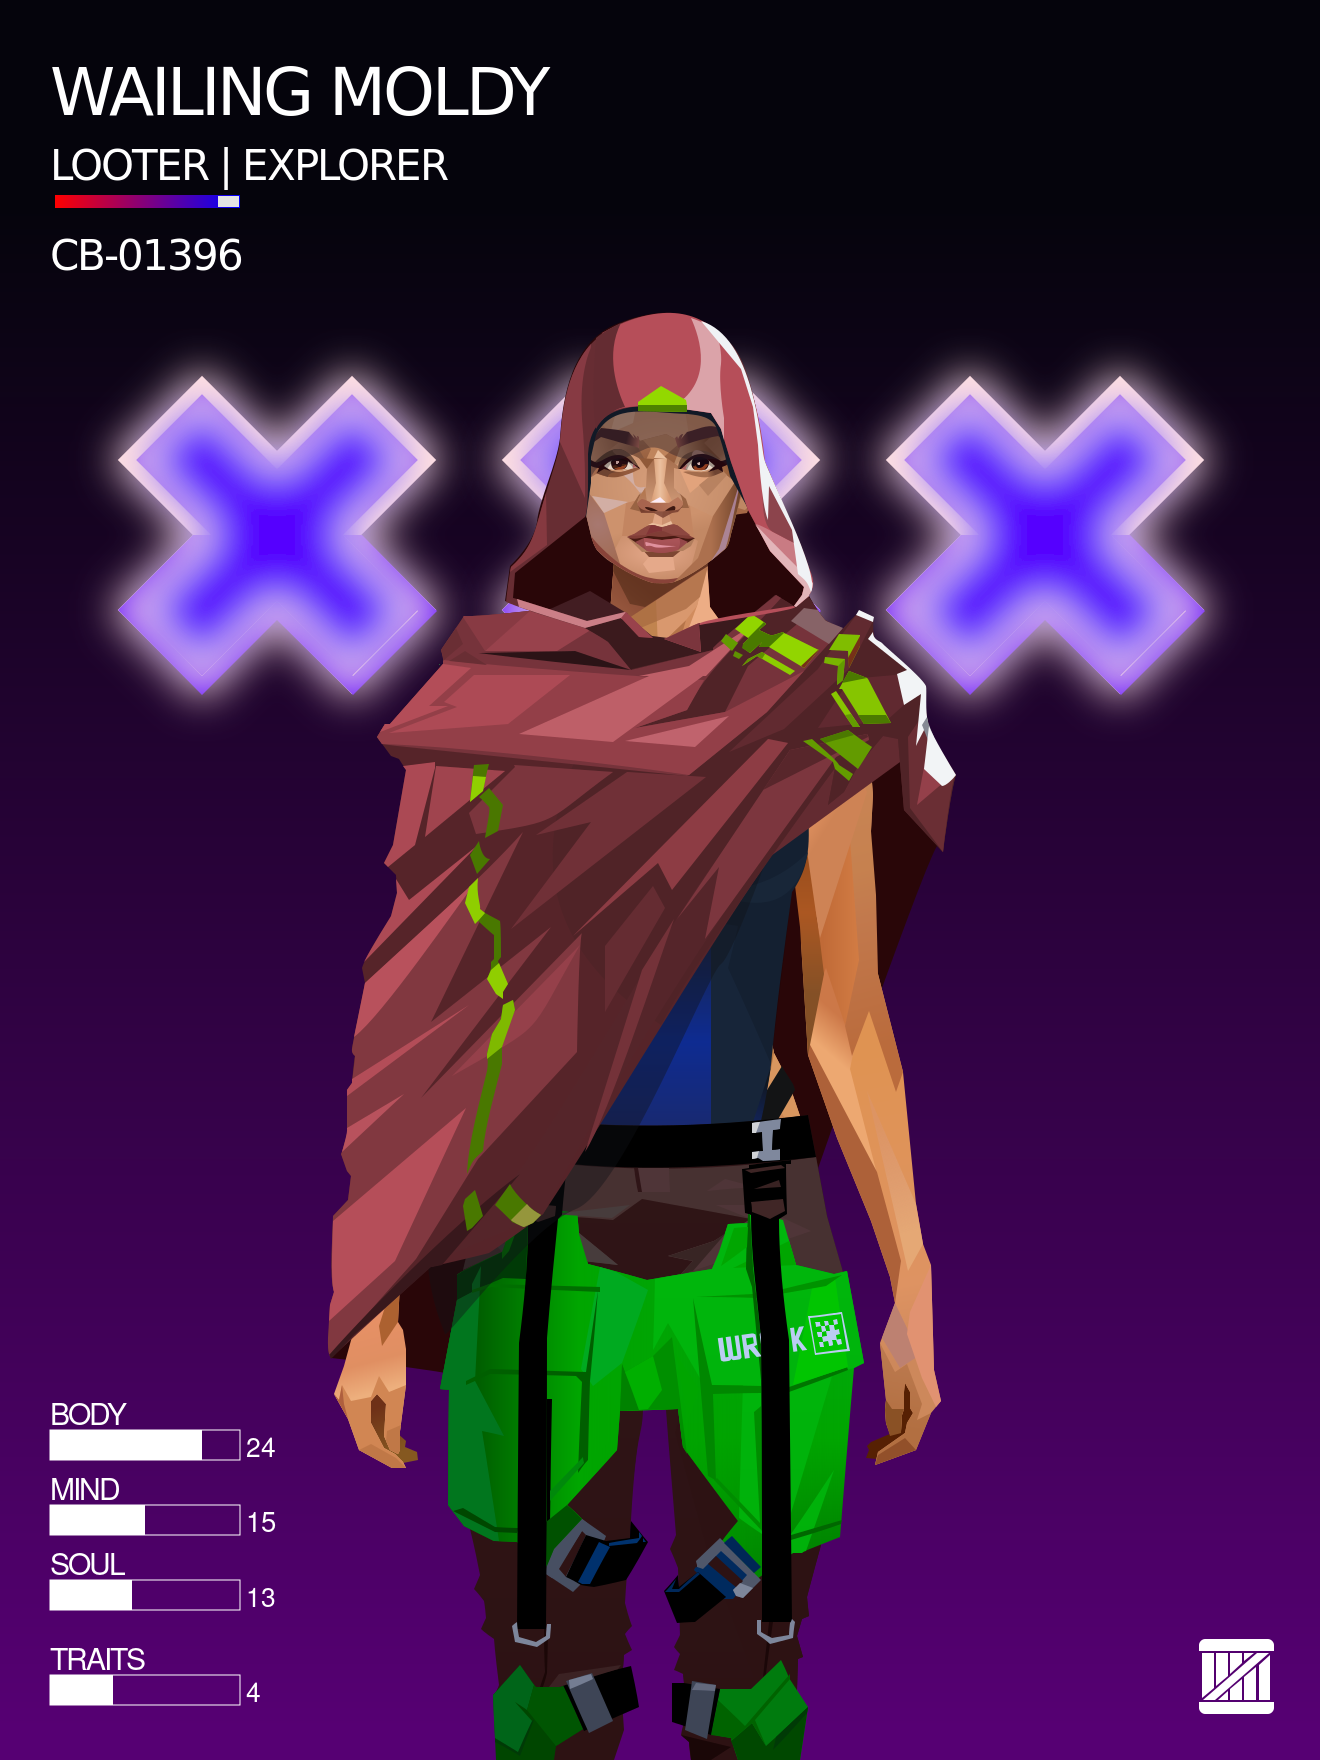 WAILING MOLDY
LOOTER | EXPLORER
CB-01396
BODY
24
MIND
15
SOUL
13
TRAITS
4